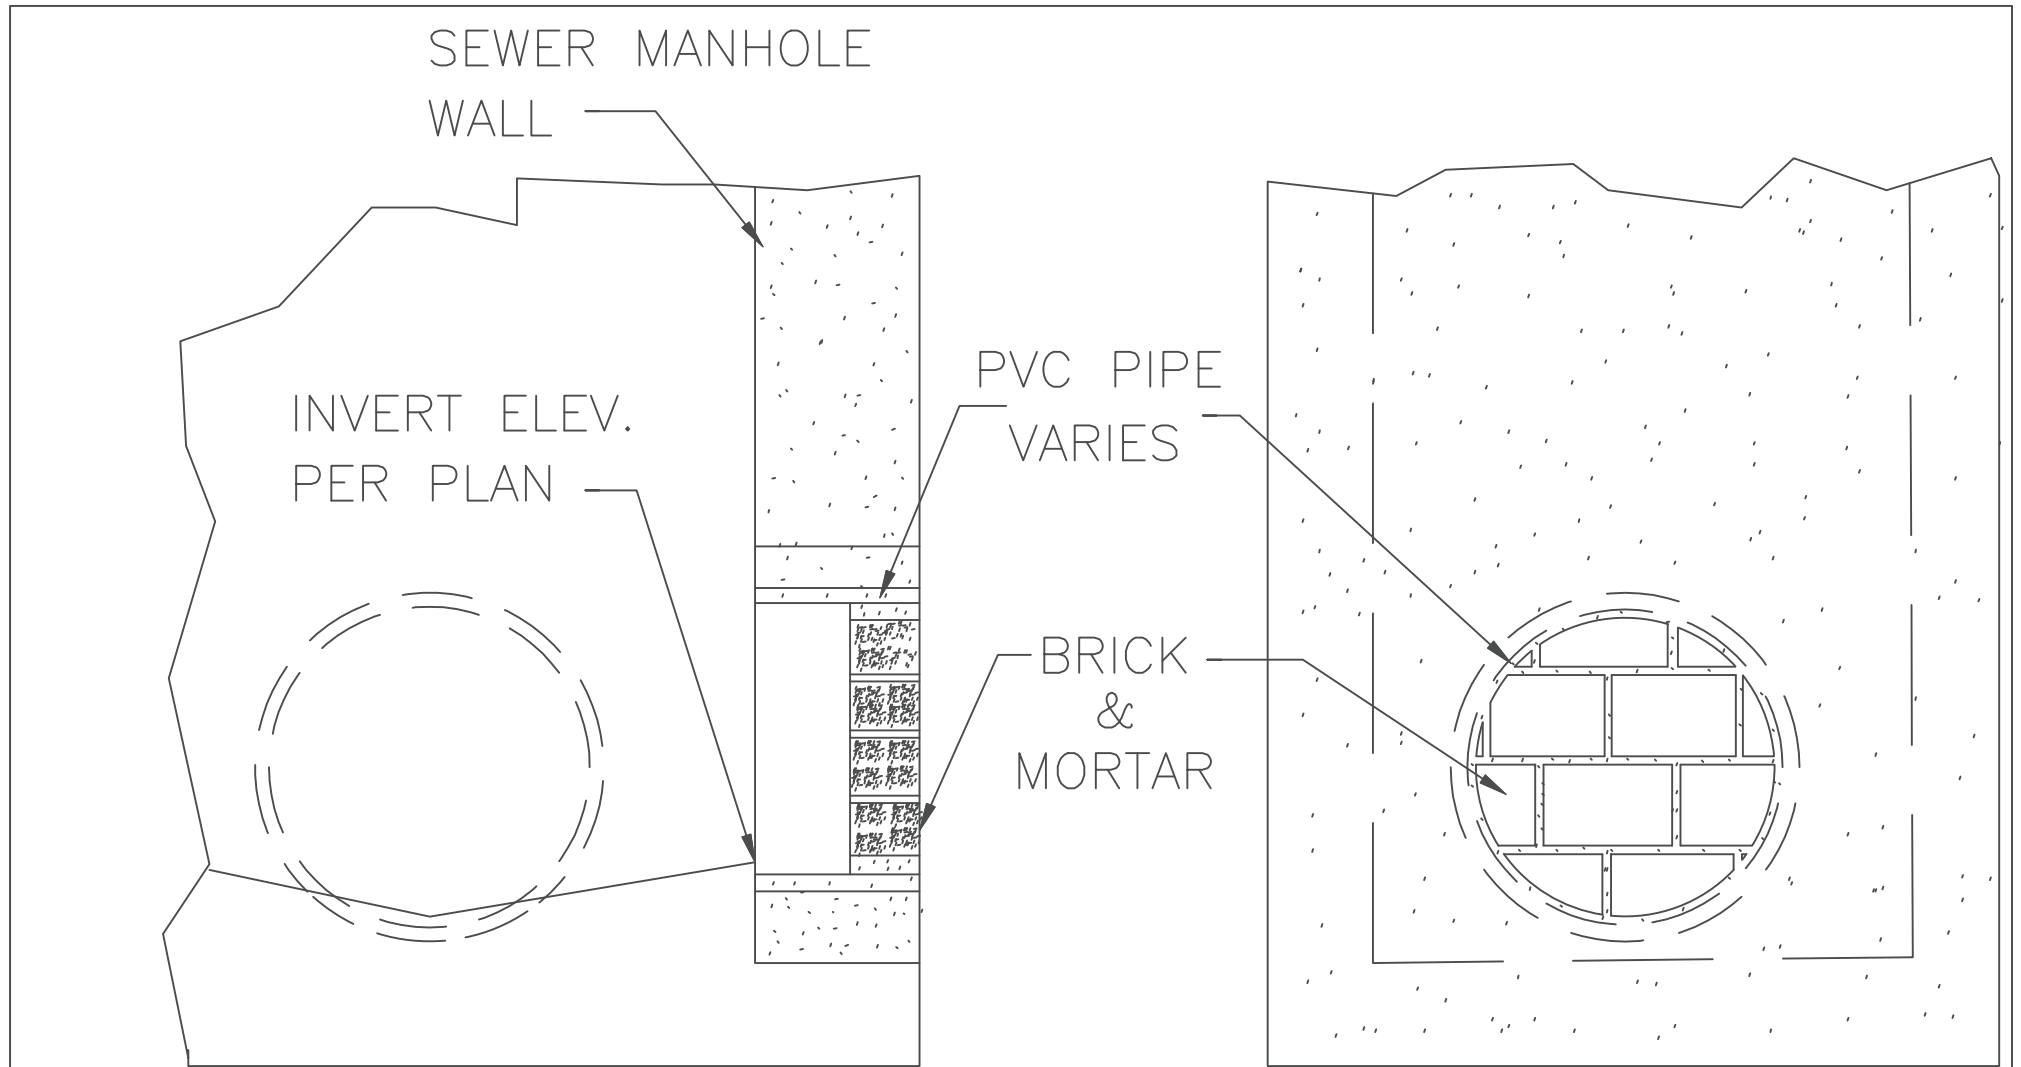 SEWER MANHOLE
WALL
INVERT ELEV.
PER PLAN
PVC PIPE
VARIES
BRICK
&
MORTAR